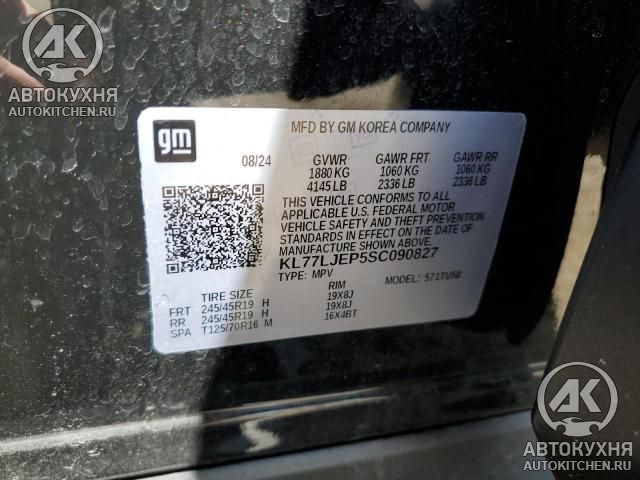 AK
АВТОКУХНЯ
AUTOKITCHEN.RU
gm
MFD BY GM KOREA COMPANY
08/24 GVWR GAWR FRT GAWR RR
1880 KG 1060 KG 1060 KG
4145 LB 2336 LB 2336 LB
THIS VEHICLE CONFORMS TO ALL
APPLICABLE U.S. FEDERAL MOTOR
VEHICLE SAFETY AND THEFT PREVENTION
STANDARDS IN EFFECT ON THE DATE OF
MANUFACTURE SHOWN ABOVE.
KL77LJEP5SC090827
TYPE: MPV MODEL: 571TU58
TIRE SIZE RIM
FRT 245/45R19 H 19X8J
RR 245/45R19 H 19X8J
SPA T125/70R16 M 16X4BT
AK
АВТОКУХНЯ
AUTOKITCHEN.RU